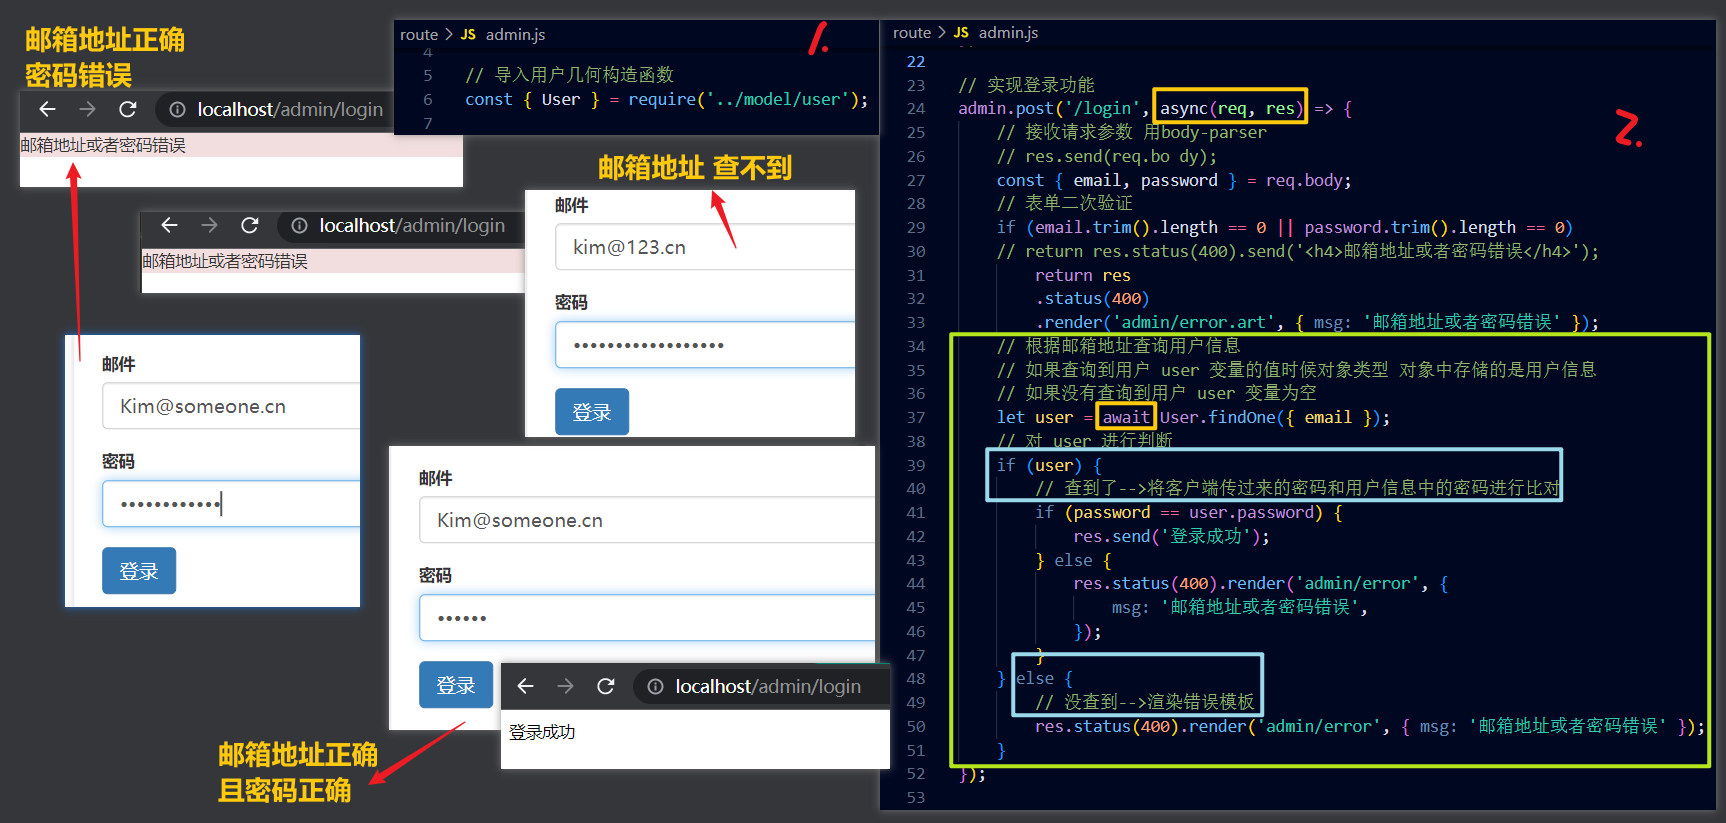 邮箱地址正确
密码错误
localhost/admin/login
邮箱地址或者密码错误
localhost/admin/login
邮箱地址或者密码错误
邮件
Kim@someone.cn
密码
••••••••••••
登录
route > JS admin.js
1.
4
5 // 导入用户几何构造函数
6 const { User } = require('../model/user');
7
邮箱地址 查不到
邮件
kim@123.cn
密码
••••••••••••••••••
登录
邮件
Kim@someone.cn
密码
••••••
登录
localhost/admin/login
登录成功
邮箱地址正确
且密码正确
route > JS admin.js
2.
22
23 // 实现登录功能
24 admin.post('/login', async(req, res) => {
25 // 接收请求参数 用body-parser
26 // res.send(req.bo dy);
27 const { email, password } = req.body;
28 // 表单二次验证
29 if (email.trim().length == 0 || password.trim().length == 0)
30 // return res.status(400).send('<h4>邮箱地址或者密码错误</h4>');
31 return res
32 .status(400)
33 .render('admin/error.art', { msg: '邮箱地址或者密码错误' });
34 // 根据邮箱地址查询用户信息
35 // 如果查询到用户 user 变量的值时候对象类型 对象中存储的是用户信息
36 // 如果没有查询到用户 user 变量为空
37 let user = await User.findOne({ email });
38 // 对 user 进行判断
39 if (user) {
40 // 查到了-->将客户端传过来的密码和用户信息中的密码进行比对
41 if (password == user.password) {
42 res.send('登录成功');
43 } else {
44 res.status(400).render('admin/error', {
45 msg: '邮箱地址或者密码错误',
46 });
47 }
48 } else {
49 // 没查到-->渲染错误模板
50 res.status(400).render('admin/error', { msg: '邮箱地址或者密码错误' });
51 }
52 });
53